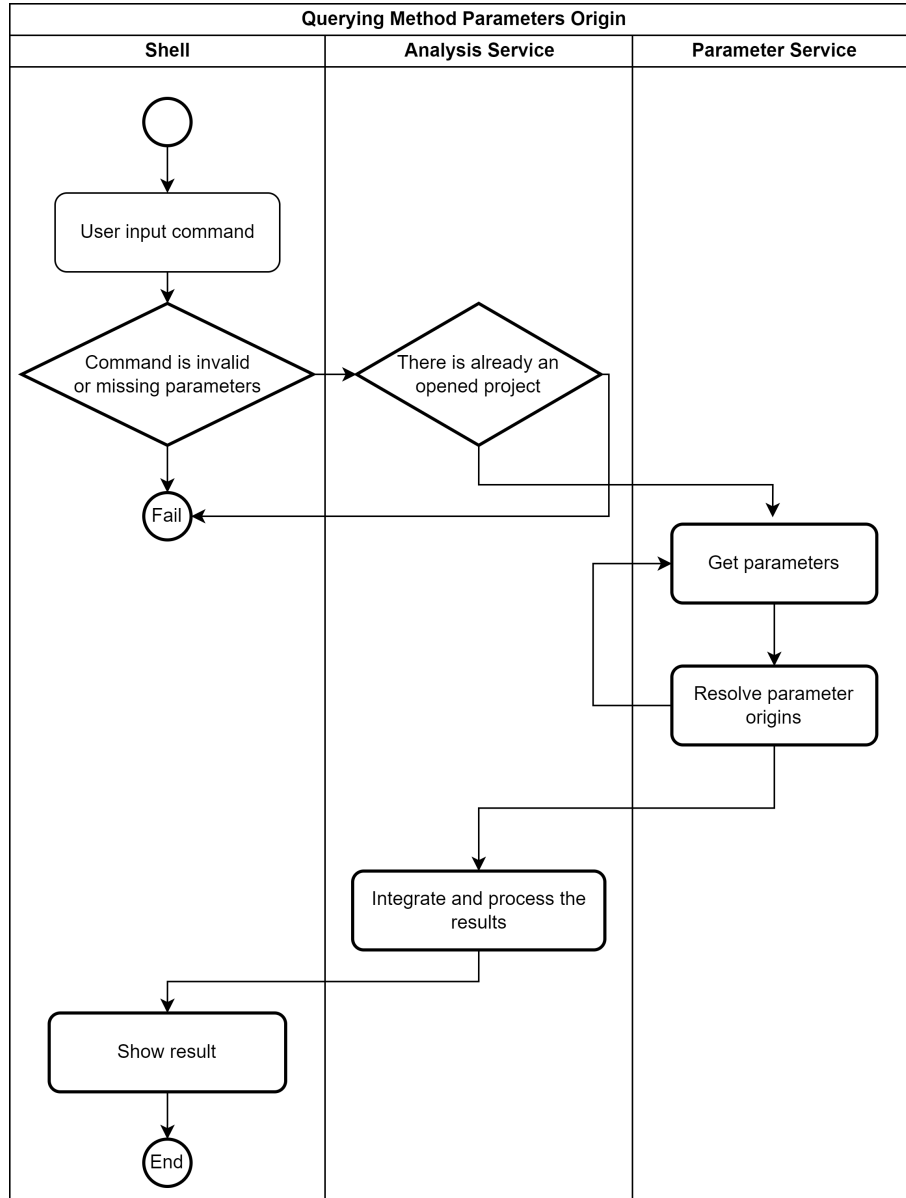 Querying Method Parameters Origin
Shell
Analysis Service
Parameter Service
User input command
Command is invalid
or missing parameters
There is already an
opened project
Fail
Get parameters
Resolve parameter
origins
Integrate and process the
results
Show result
End